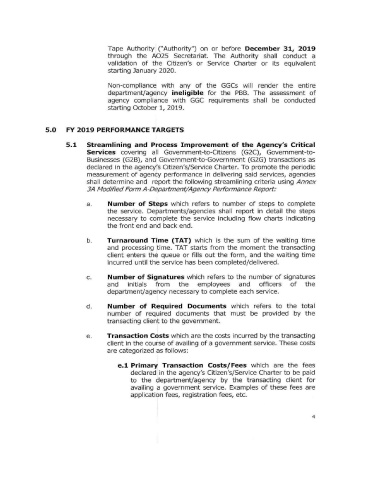 Tape Authority ("Authority") on or before December 31, 2019
through the AO25 Secretariat. The Authority shall conduct a
validation of the Citizen's or Service Charter or its equivalent
starting January 2020.
Non-compliance with any of the GGCs will render the entire
department/agency ineligible for the PBB. The assessment of
agency compliance with GGC requirements shall be conducted
starting October 1, 2019.
5.0 FY 2019 PERFORMANCE TARGETS
5.1 Streamlining and Process Improvement of the Agency's Critical
Services covering all Government-to-Citizens (G2C), Government-to-
Businesses (G2B), and Government-to-Government (G2G) transactions as
declared in the agency's Citizen's/Service Charter. To promote the periodic
measurement of agency performance in delivering said services, agencies
shall determine and report the following streamlining criteria using Annex
3A Modified Form A-Department/Agency Performance Report:
a. Number of Steps which refers to number of steps to complete
the service. Departments/agencies shall report in detail the steps
necessary to complete the service including flow charts indicating
the front end and back end.
b. Turnaround Time (TAT) which is the sum of the waiting time
and processing time. TAT starts from the moment the transacting
client enters the queue or fills out the form, and the waiting time
incurred until the service has been completed/delivered.
c. Number of Signatures which refers to the number of signatures
and initials from the employees and officers of the
department/agency necessary to complete each service.
d. Number of Required Documents which refers to the total
number of required documents that must be provided by the
transacting client to the government.
e. Transaction Costs which are the costs incurred by the transacting
client in the course of availing of a government service. These costs
are categorized as follows:
e.1 Primary Transaction Costs/Fees which are the fees
declared in the agency's Citizen's/Service Charter to be paid
to the department/agency by the transacting client for
availing a government service. Examples of these fees are
application fees, registration fees, etc.
4